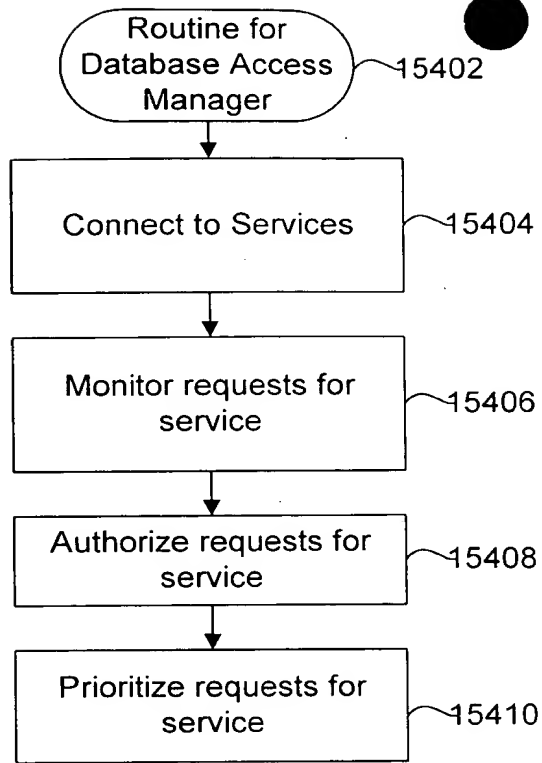 Routine for
Database Access
Manager
15402
Connect to Services
15404
Monitor requests for
service
15406
Authorize requests for
service
15408
Prioritize requests for
service
15410